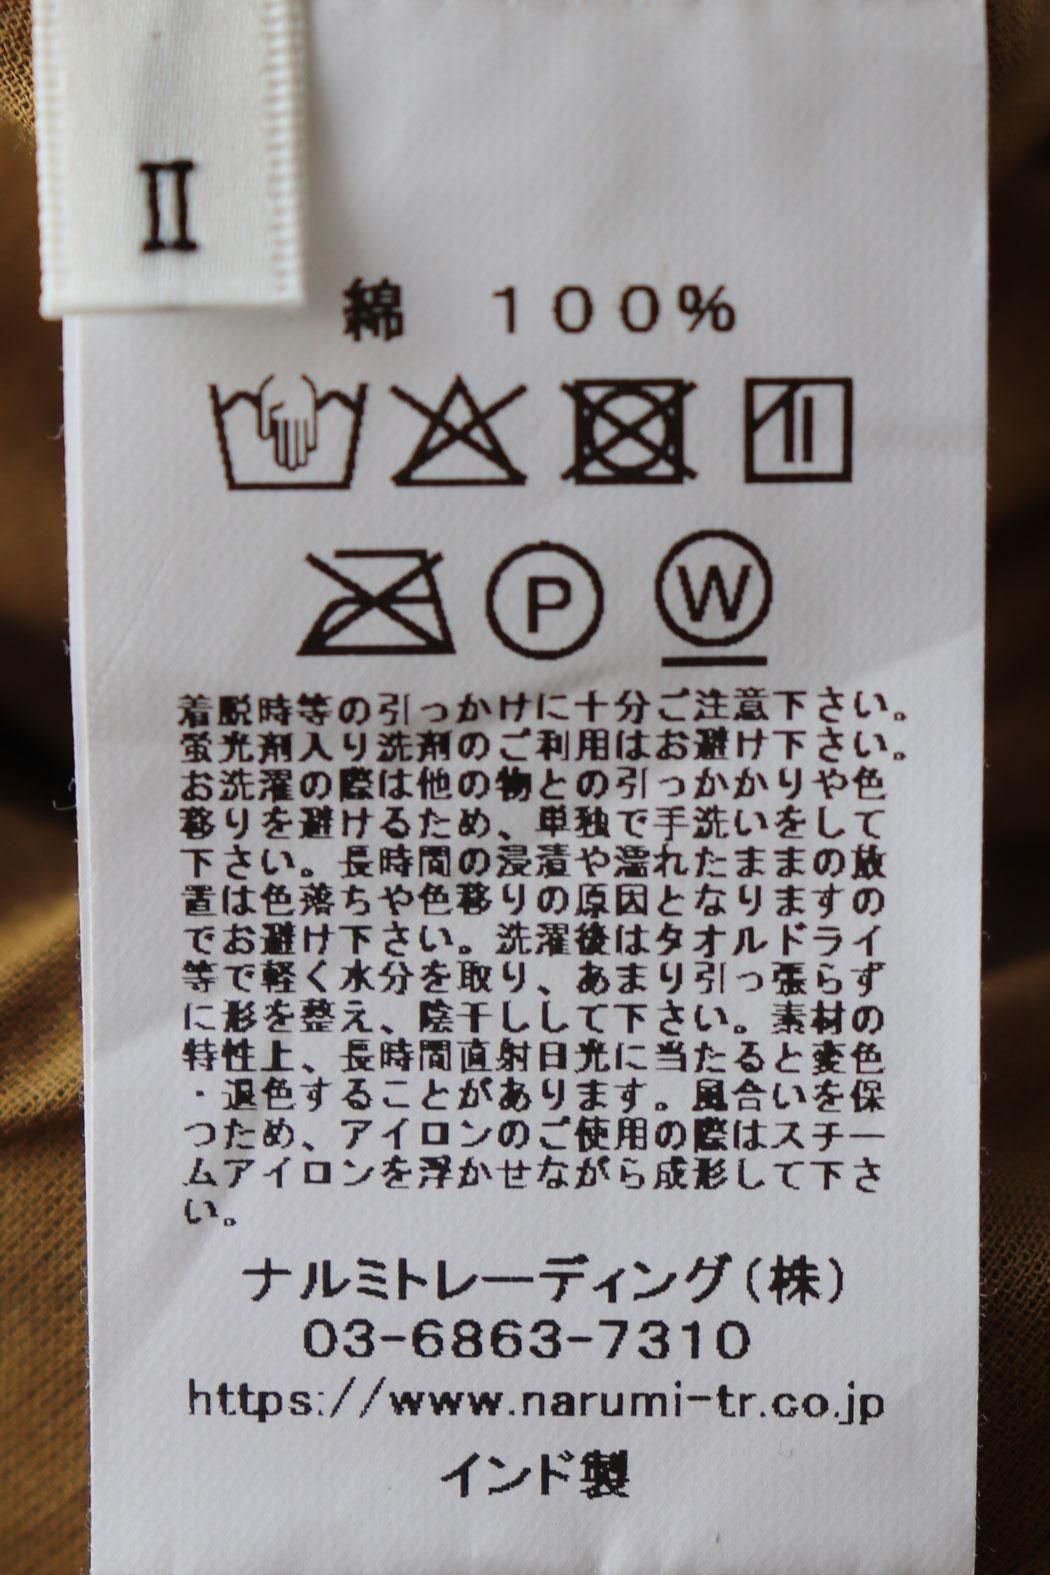 II
綿 100%
P
W
着脱時等の引っかけに十分ご注意下さい。
蛍光剤入り洗剤のご利用はお避け下さい。
お洗濯の際は他の物との引っかかりや色
移りを避けるため、単独で手洗いをして
下さい。長時間の浸漬や濡れたままの放
置は色落ちや色移りの原因となりますの
でお避け下さい。洗濯後はタオルドライ
等で軽く水分を取り、あまり引っ張らず
に形を整え、陰干しして下さい。素材の
特性上、長時間直射日光に当たると変色
・退色することがあります。風合いを保
つため、アイロンのご使用の際はスチー
ムアイロンを浮かせながら成形して下さ
い。
ナルミトレーディング(株)
03-6863-7310
https://www.narumi-tr.co.jp
インド製